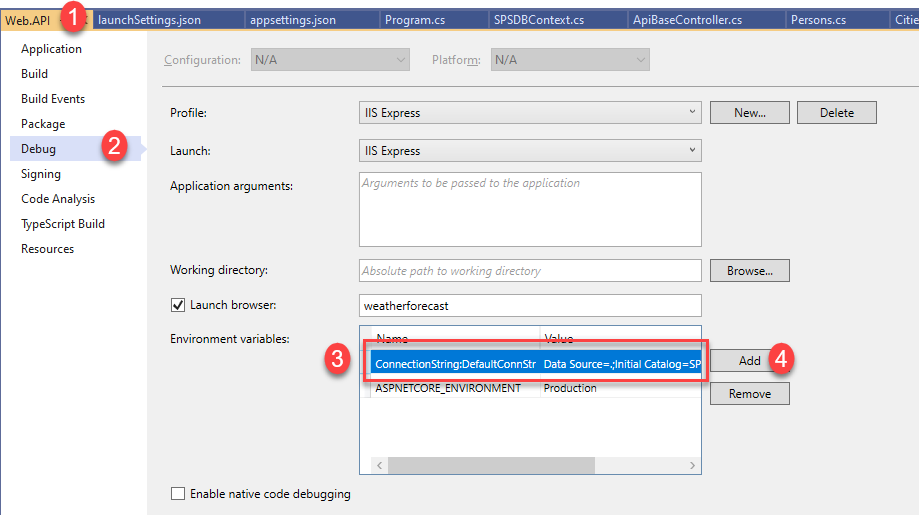 Web.API 1 launchSettings.json appsettings.json Program.cs SPSDBContext.cs ApiBaseController.cs Persons.cs Citie
Application
Build
Build Events
Package
Debug 2
Signing
Code Analysis
TypeScript Build
Resources
Configuration: N/A Platform: N/A
Profile: IIS Express New... Delete
Launch: IIS Express
Application arguments: Arguments to be passed to the application
Working directory: Absolute path to working directory Browse...
Launch browser: weatherforecast
Environment variables: Name Value
3 ConnectionString:DefaultConnStr Data Source=.;Initial Catalog=SP Add 4
ASPNETCORE_ENVIRONMENT Production Remove
Enable native code debugging